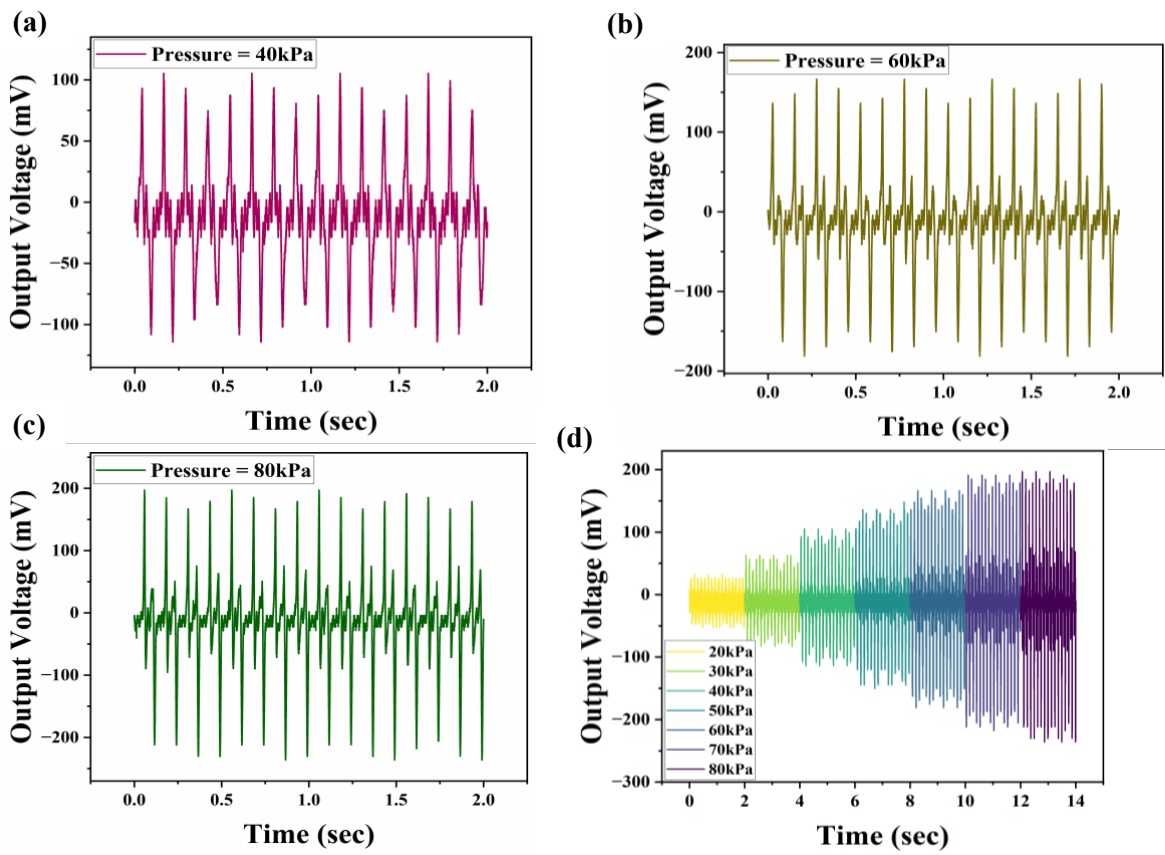 (a)
Pressure = 40kPa
Output Voltage (mV)
100
50
0
−50
−100
0.0
0.5
1.0
1.5
2.0
Time (sec)
(b)
Pressure = 60kPa
Output Voltage (mV)
200
100
0
−100
−200
0.0
0.5
1.0
1.5
2.0
Time (sec)
(c)
Pressure = 80kPa
Output Voltage (mV)
200
100
0
−100
−200
0.0
0.5
1.0
1.5
2.0
Time (sec)
(d)
Output Voltage (mV)
200
100
0
−100
−200
−300
20kPa
30kPa
40kPa
50kPa
60kPa
70kPa
80kPa
0
2
4
6
8
10
12
14
Time (sec)